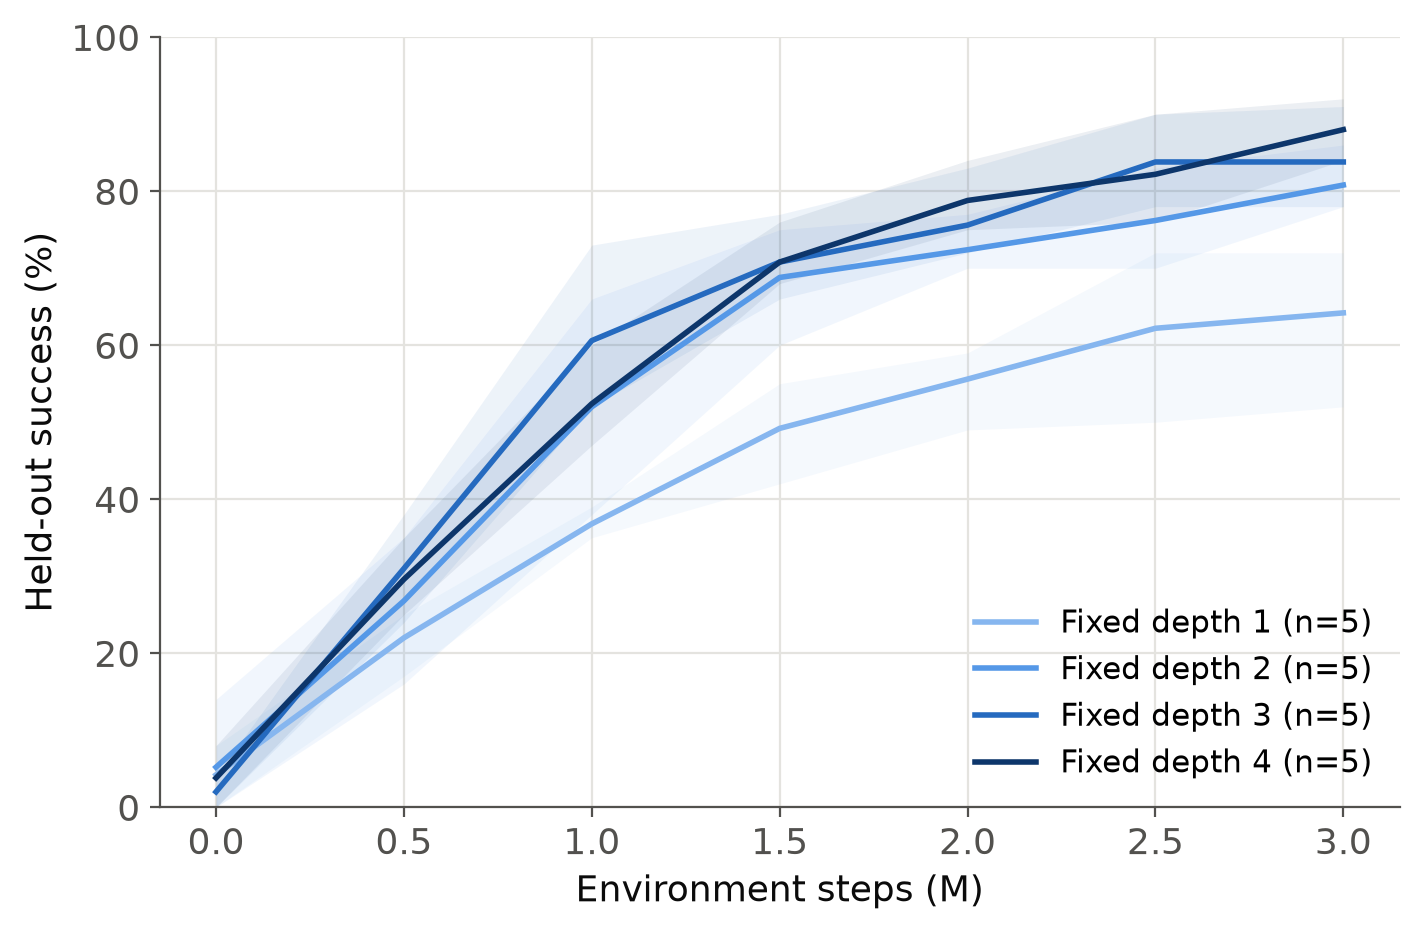 100
80
60
40
20
0
Held-out success (%)
0.0 0.5 1.0 1.5 2.0 2.5 3.0
Environment steps (M)
Fixed depth 1 (n=5)
Fixed depth 2 (n=5)
Fixed depth 3 (n=5)
Fixed depth 4 (n=5)